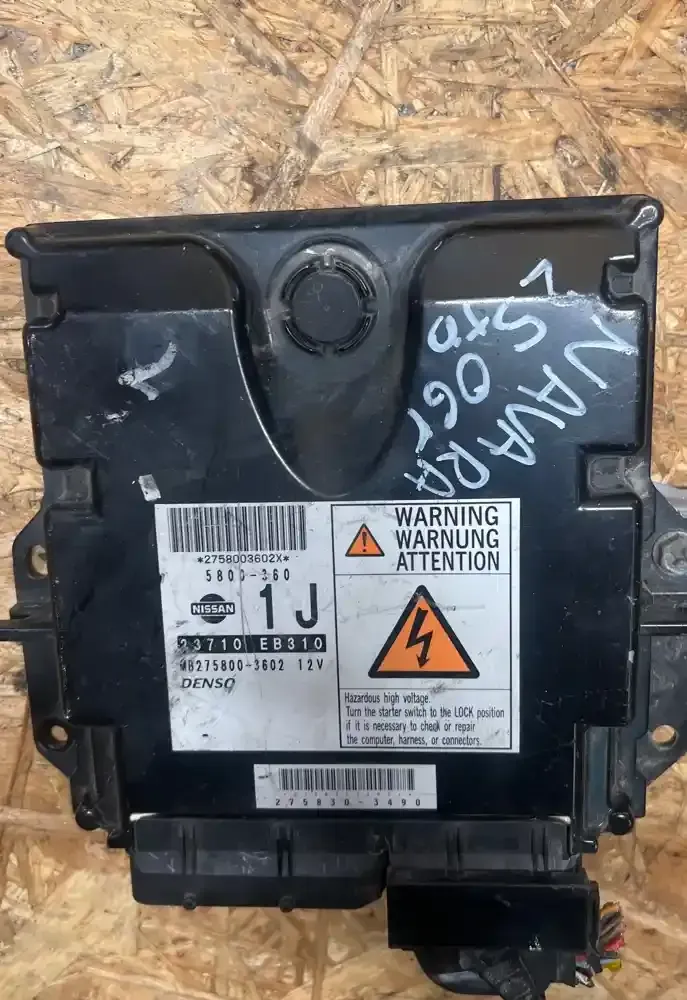 NAVARA
LSXO
061
*2758003602X*
5800-360
NISSAN
1J
23710 EB310
MB275800-3602 12V
DENSO
WARNING
WARNUNG
ATTENTION
Hazardous high voltage.
Turn the starter switch to the LOCK position
if it is necessary to check or repair
the computer, harness, or connectors.
275830-3490